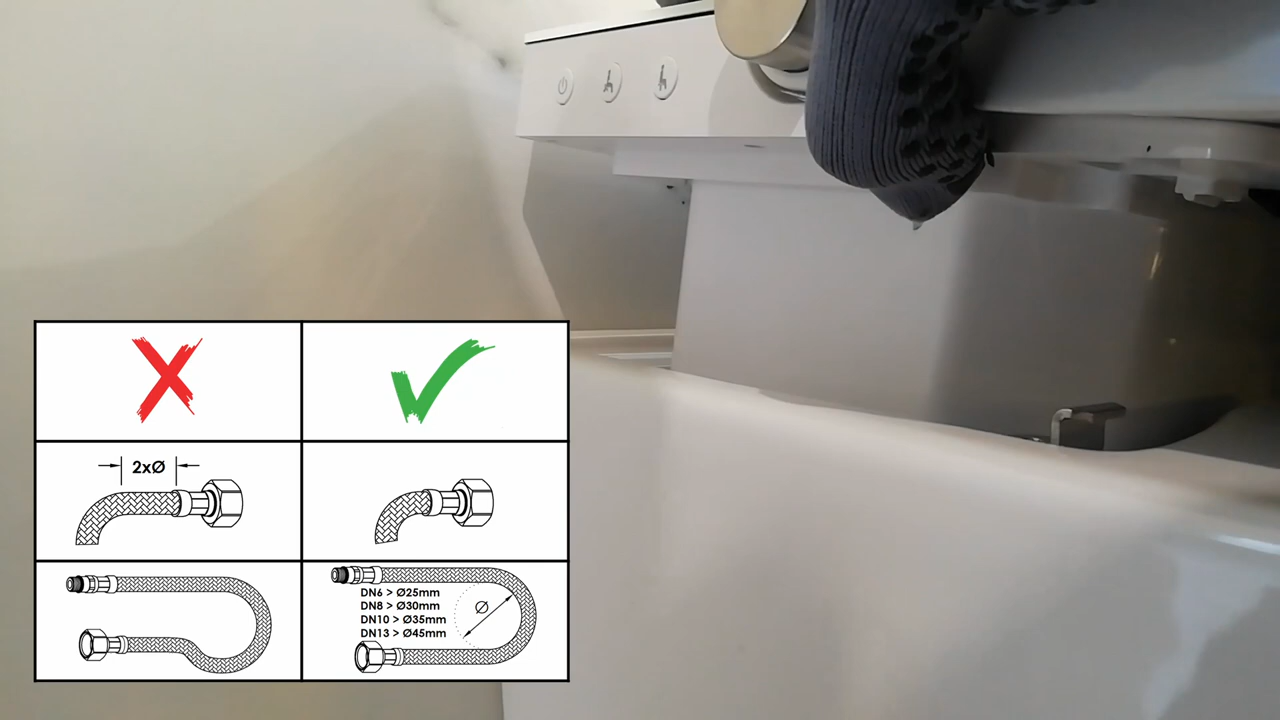 2xØ
Ø
DN6 > Ø25mm
DN8 > Ø30mm
DN10 > Ø35mm
DN13 > Ø45mm